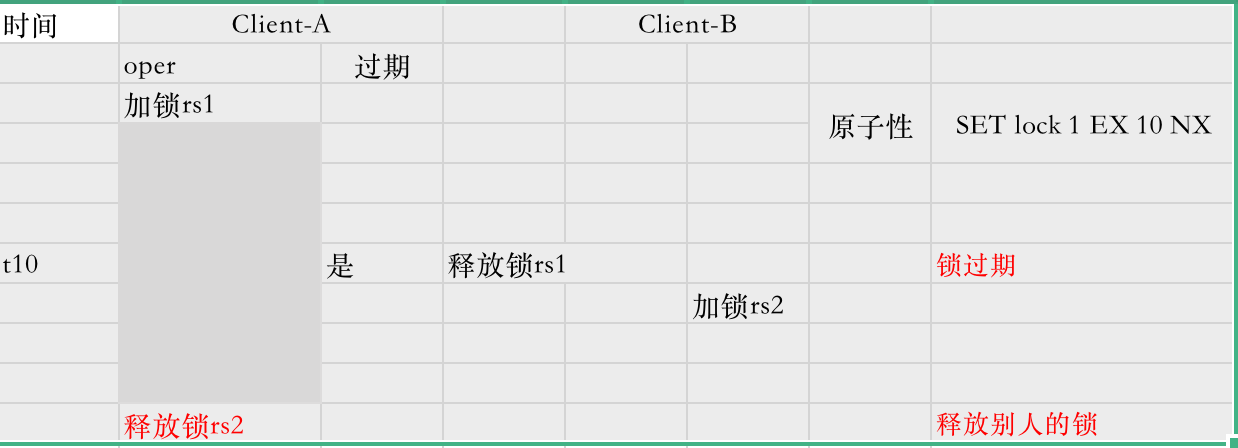 时间 Client-A Client-B
oper 过期
加锁rs1
原子性 SET lock 1 EX 10 NX
t10 是 释放锁rs1 锁过期
加锁rs2
释放锁rs2 释放别人的锁